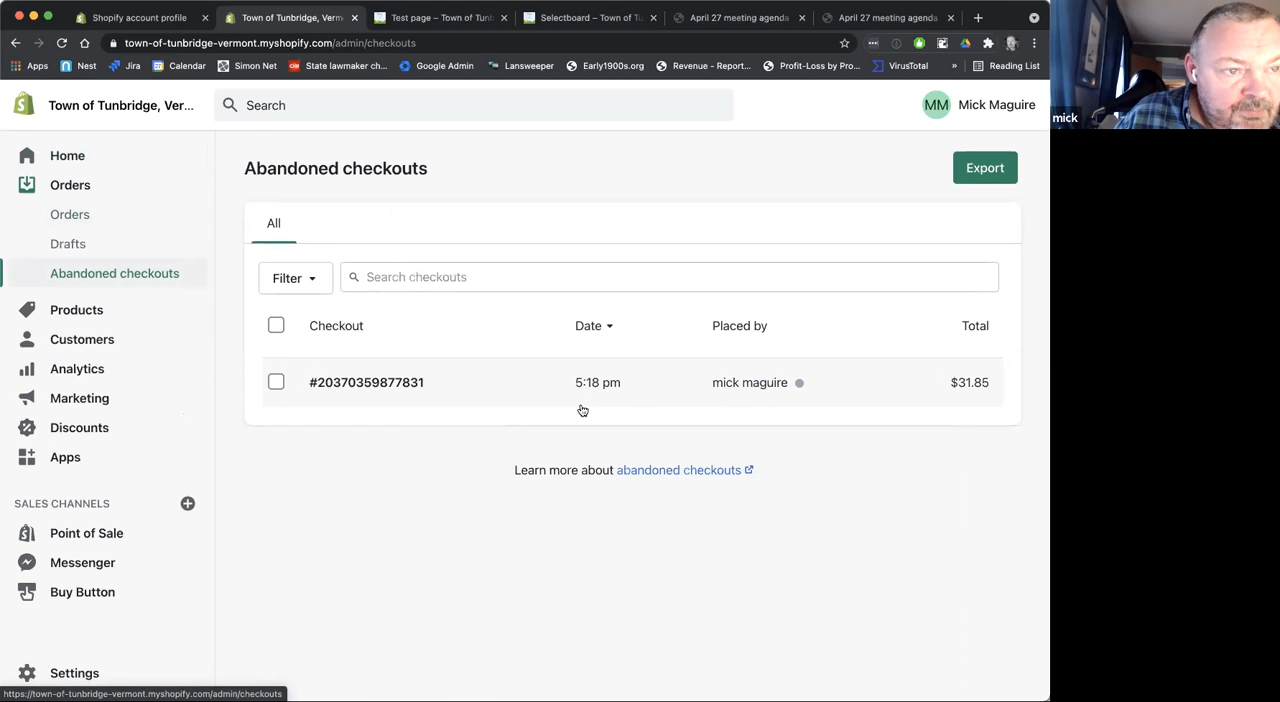 Shopify account profile
Town of Tunbridge, Verm
Test page – Town of Tunb
Selectboard – Town of Tu
April 27 meeting agenda
April 27 meeting agenda
town-of-tunbridge-vermont.myshopify.com/admin/checkouts
Apps
Nest
Jira
Calendar
Simon Net
State lawmaker ch...
Google Admin
Lansweeper
Early1900s.org
Revenue - Report...
Profit-Loss by Pro...
VirusTotal
»
Reading List
Town of Tunbridge, Ver...
Search
MM Mick Maguire
mick
Home
Orders
Orders
Drafts
Abandoned checkouts
Products
Customers
Analytics
Marketing
Discounts
Apps
SALES CHANNELS
Point of Sale
Messenger
Buy Button
Settings
https://town-of-tunbridge-vermont.myshopify.com/admin/checkouts
Abandoned checkouts
Export
All
Filter
Search checkouts
Checkout Date Placed by Total
#20370359877831 5:18 pm mick maguire $31.85
Learn more about abandoned checkouts